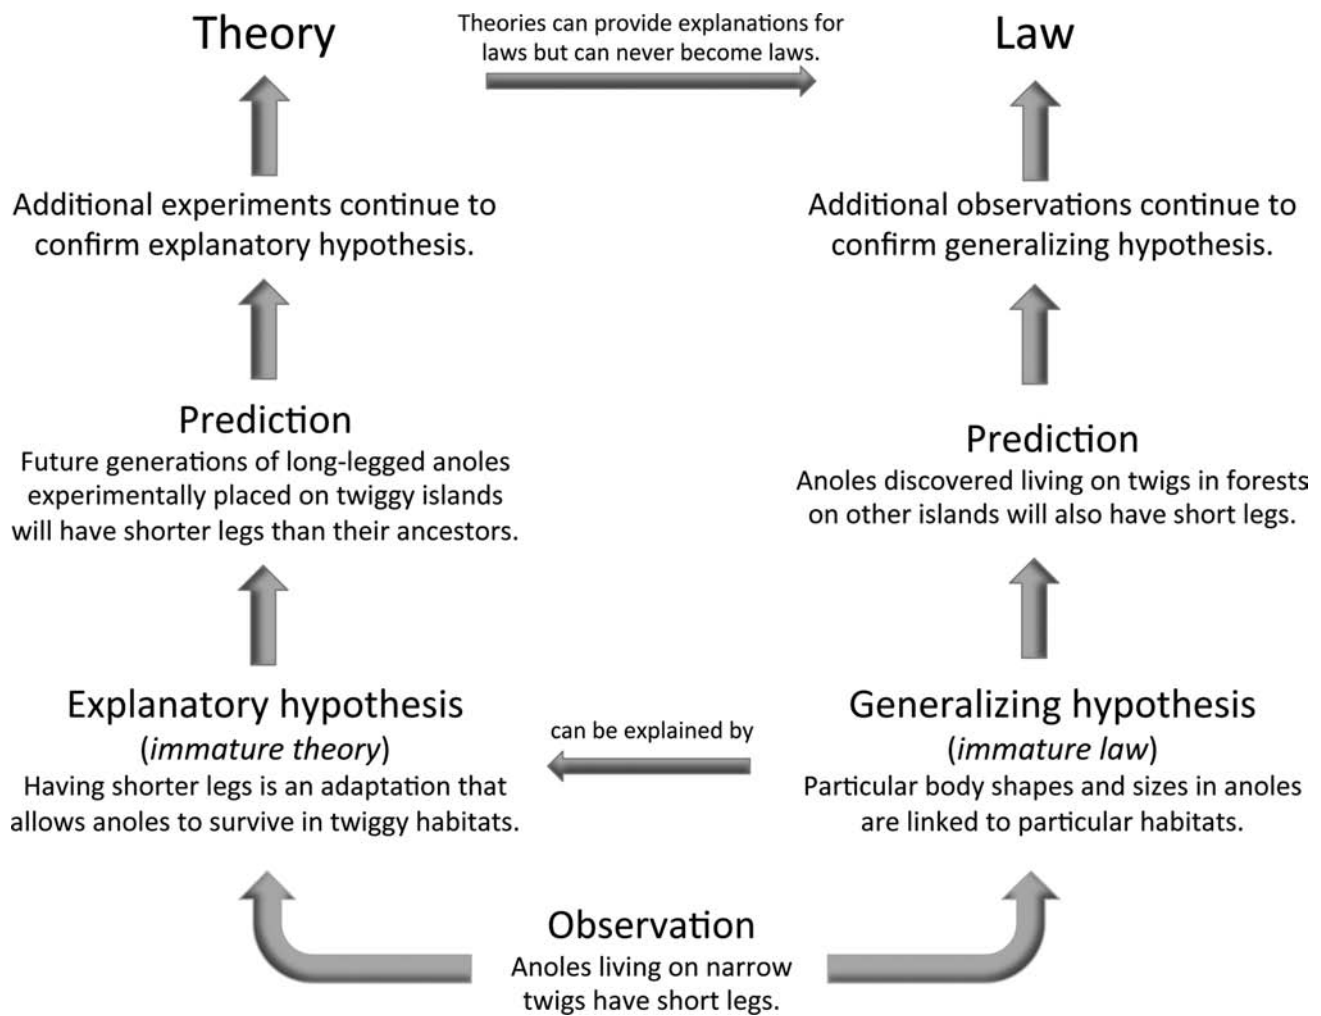 Theory
Theories can provide explanations for
laws but can never become laws.
Law
Additional experiments continue to
confirm explanatory hypothesis.
Additional observations continue to
confirm generalizing hypothesis.
Prediction
Future generations of long-legged anoles
experimentally placed on twiggy islands
will have shorter legs than their ancestors.
Prediction
Anoles discovered living on twigs in forests
on other islands will also have short legs.
Explanatory hypothesis
(immature theory)
Having shorter legs is an adaptation that
allows anoles to survive in twiggy habitats.
can be explained by
Generalizing hypothesis
(immature law)
Particular body shapes and sizes in anoles
are linked to particular habitats.
Observation
Anoles living on narrow
twigs have short legs.